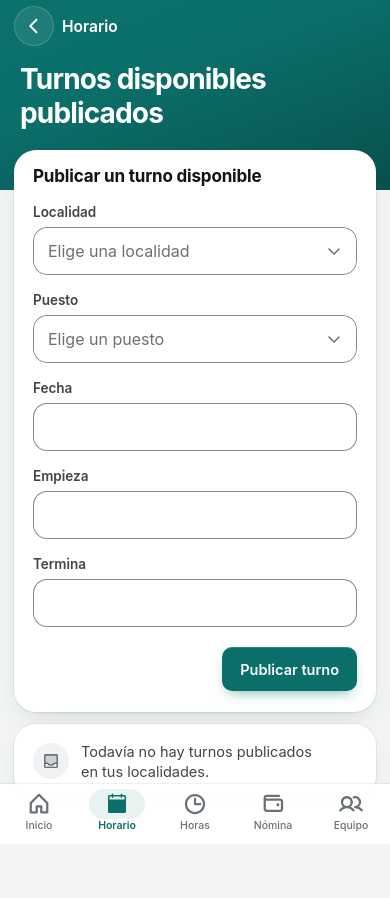 Horario
Turnos disponibles
publicados
Publicar un turno disponible
Localidad
Elige una localidad
Puesto
Elige un puesto
Fecha
Empieza
Termina
Publicar turno
Todavía no hay turnos publicados
en tus localidades.
Inicio
Horario
Horas
Nómina
Equipo